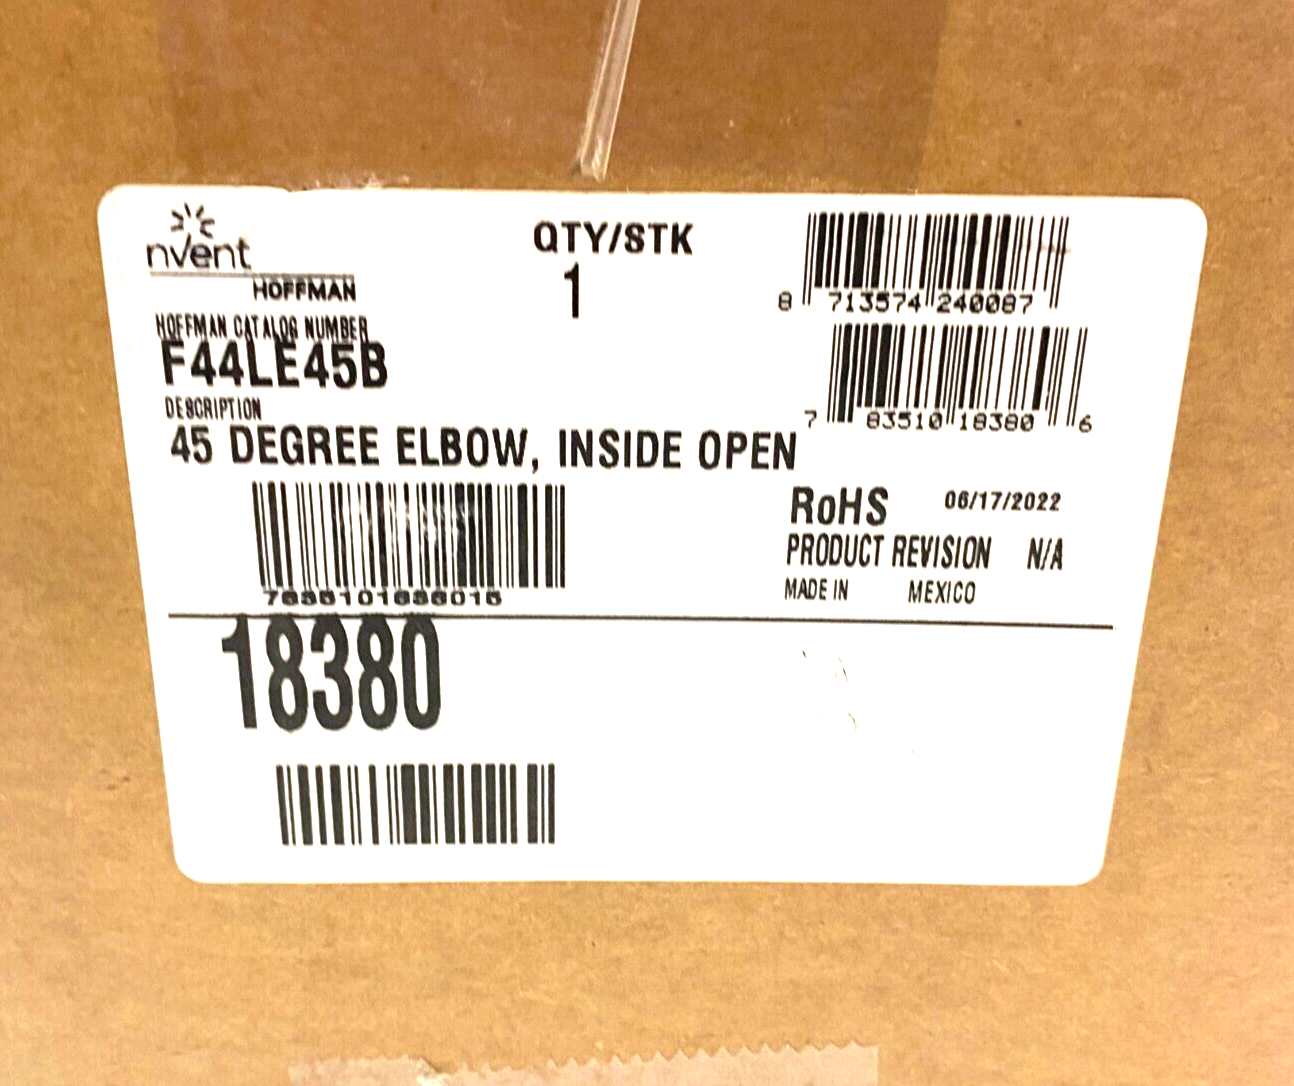 nVent
HOFFMAN
QTY/STK
1
8 713574 240087
HOFFMAN CATALOG NUMBER
F44LE45B
7 83510 18380 6
DESCRIPTION
45 DEGREE ELBOW, INSIDE OPEN
RoHS 06/17/2022
PRODUCT REVISION N/A
MADE IN MEXICO
18380